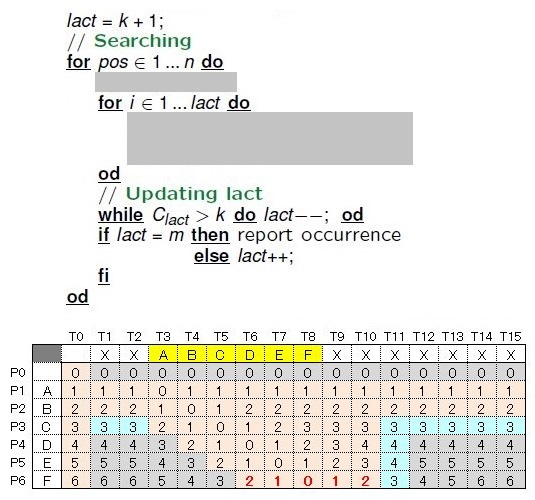 lact = k + 1;
// Searching
for pos ∈ 1 ... n do
for i ∈ 1 ... lact do
od
// Updating lact
while C_lact > k do lact−−; od
if lact = m then report occurrence
else lact++;
fi
od
T0 T1 T2 T3 T4 T5 T6 T7 T8 T9 T10 T11 T12 T13 T14 T15
X X A B C D E F X X X X X X X
P0 0 0 0 0 0 0 0 0 0 0 0 0 0 0 0 0
P1 A 1 1 1 0 1 1 1 1 1 1 1 1 1 1 1 1
P2 B 2 2 2 1 0 1 2 2 2 2 2 2 2 2 2 2
P3 C 3 3 3 2 1 0 1 2 3 3 3 3 3 3 3 3
P4 D 4 4 4 3 2 1 0 1 2 3 4 4 4 4 4 4
P5 E 5 5 5 4 3 2 1 0 1 2 3 4 5 5 5 5
P6 F 6 6 6 5 4 3 2 1 0 1 2 3 4 5 6 6